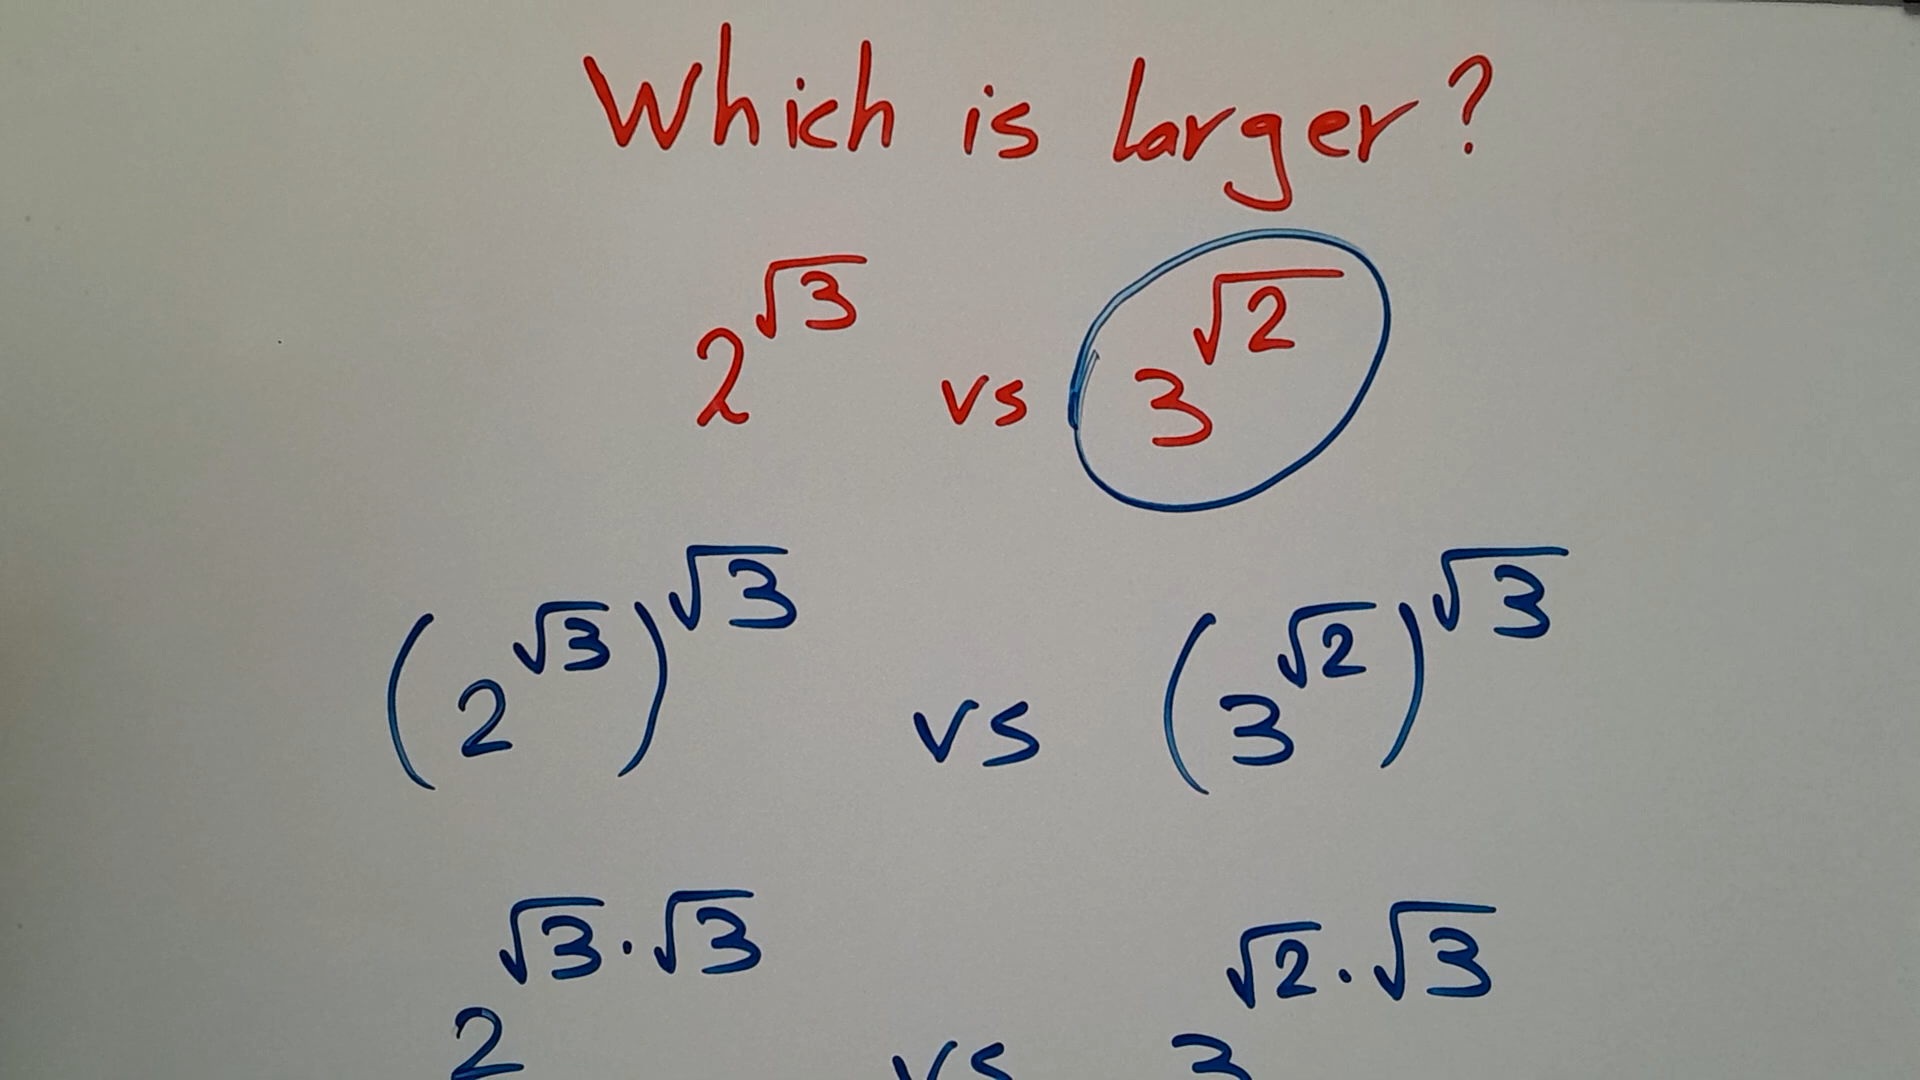 Which is larger?
2^√3 vs 3^√2
(2^√3)^√3 vs (3^√2)^√3
2^√3·√3 vs 3^√2·√3